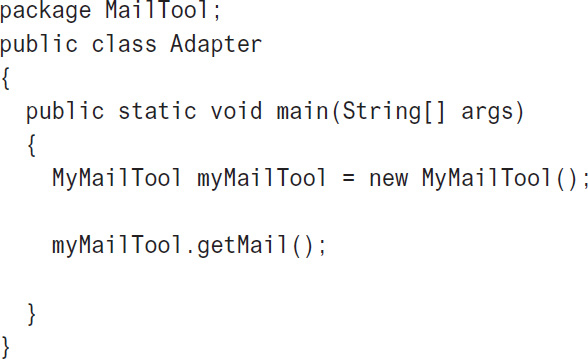 package MailTool;
public class Adapter
{
  public static void main(String[] args)
  {
    MyMailTool myMailTool = new MyMailTool();
    myMailTool.getMail();
  }
}